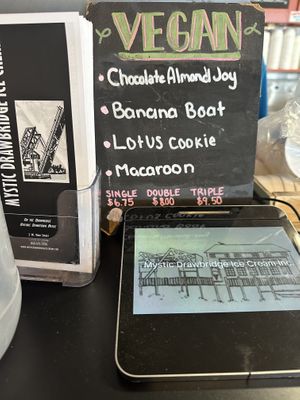 VEGAN
• Chocolate Almond Joy
• Banana Boat
• Lotus Cookie
• Macaroon
SINGLE DOUBLE TRIPLE
$6.75 $8.00 $9.50
MYSTIC DRAWBRIDGE ICE CREAM
Mystic Drawbridge Ice Cream Inc.